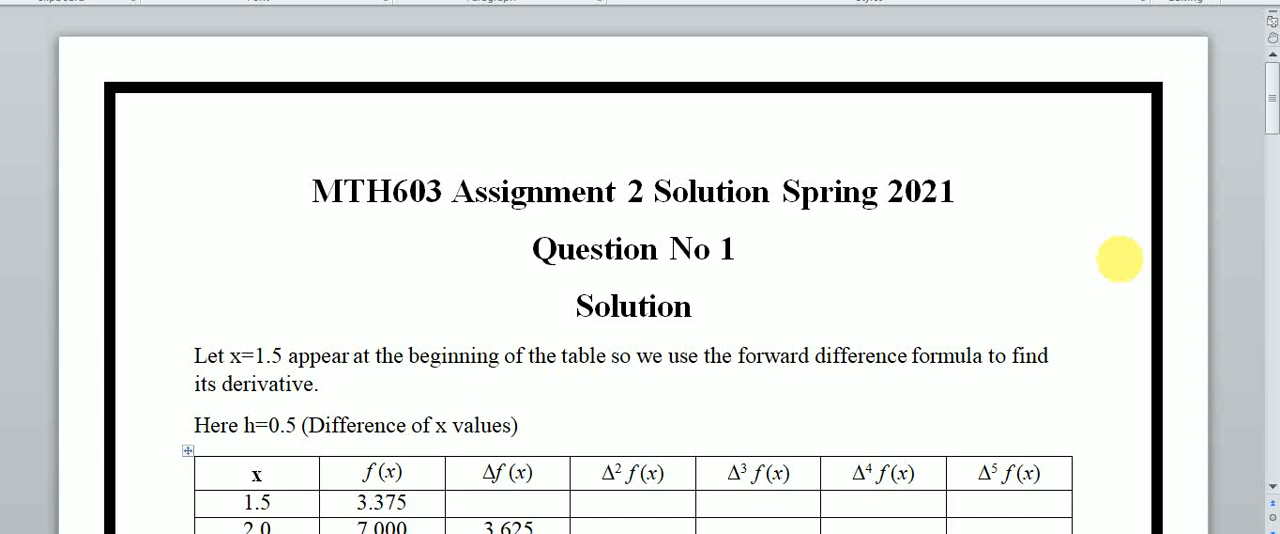 MTH603 Assignment 2 Solution Spring 2021
Question No 1
Solution
Let x=1.5 appear at the beginning of the table so we use the forward difference formula to find
its derivative.
Here h=0.5 (Difference of x values)
x f(x) Δf(x) Δ² f(x) Δ³ f(x) Δ⁴ f(x) Δ⁵ f(x)
1.5 3.375
2.0 7.000 3.625